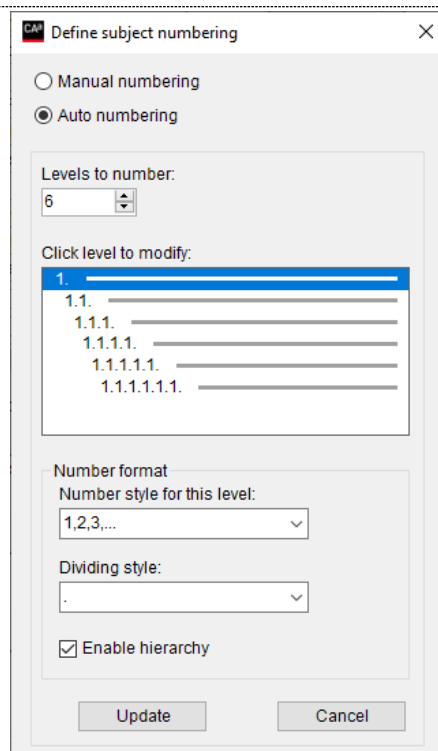 CA³ Define subject numbering
Manual numbering
Auto numbering
Levels to number:
6
Click level to modify:
1.
1.1.
1.1.1.
1.1.1.1.
1.1.1.1.1.
1.1.1.1.1.1.
Number format
Number style for this level:
1,2,3,...
Dividing style:
.
Enable hierarchy
Update Cancel